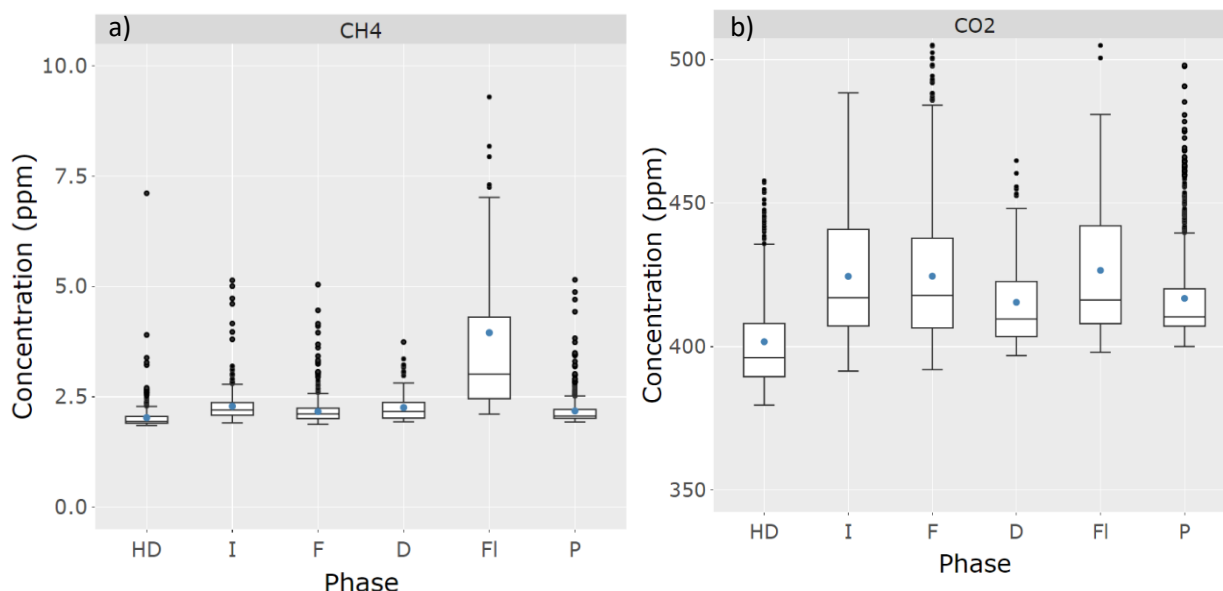 a)
CH4
10.0
7.5
5.0
2.5
0.0
Concentration (ppm)
HD I F D Fl P
Phase
b)
CO2
500
450
400
350
Concentration (ppm)
HD I F D Fl P
Phase